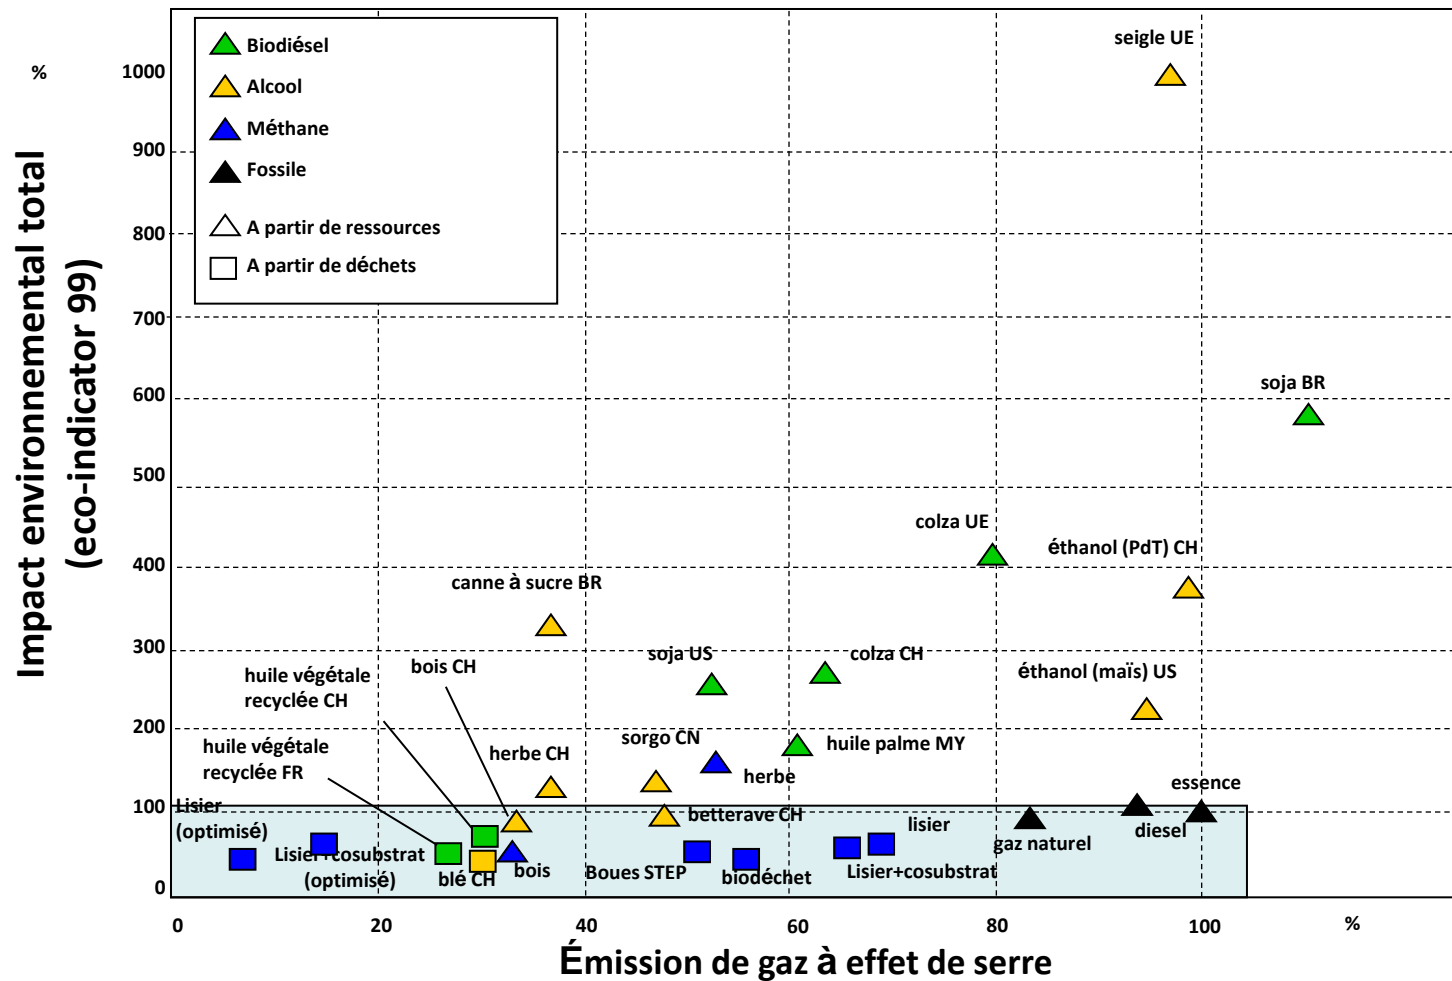 %
Impact environnemental total
(eco-indicator 99)
1000
900
800
700
600
500
400
300
200
100
0
Biodiésel
Alcool
Méthane
Fossile
A partir de ressources
A partir de déchets
seigle UE
soja BR
colza UE
éthanol (PdT) CH
canne à sucre BR
soja US
colza CH
éthanol (maïs) US
bois CH
huile végétale
recyclée CH
huile végétale
recyclée FR
herbe CH
sorgo CN
herbe
huile palme MY
essence
betterave CH
diesel
gaz naturel
lisier
Lisier
(optimisé)
Lisier+cosubstrat
(optimisé)
blé CH
bois
Boues STEP
biodéchet
Lisier+cosubstrat
0
20
40
60
80
100
%
Émission de gaz à effet de serre